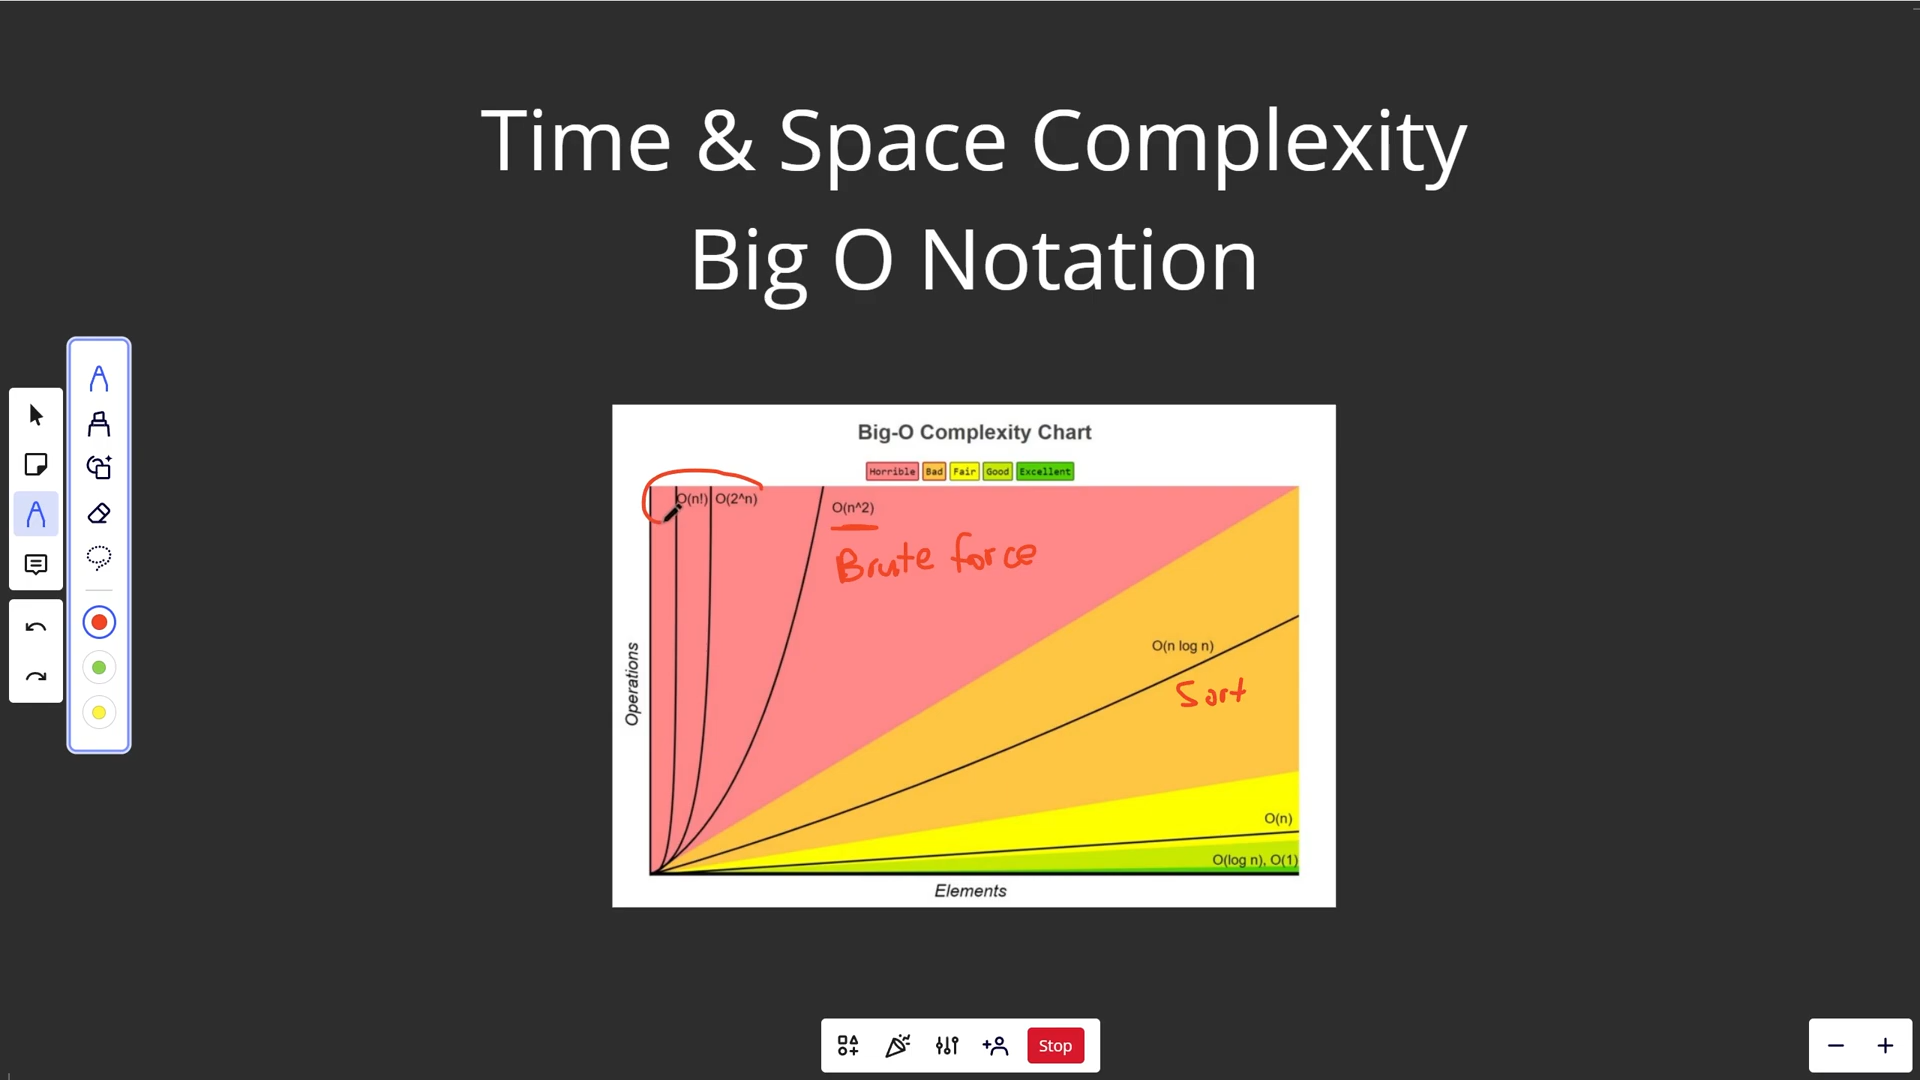 Time & Space Complexity
Big O Notation
Big-O Complexity Chart
Horrible Bad Fair Good Excellent
O(n!) O(2^n)
O(n^2)
Brute force
O(n log n)
Sort
Operations
O(n)
O(log n), O(1)
Elements
Stop